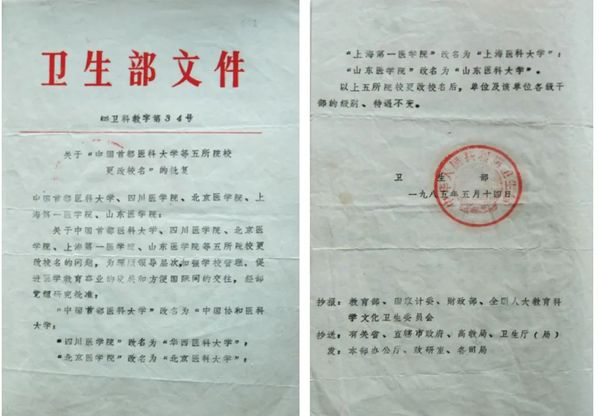 卫生部文件
卫科教字第34号
关于“中国首都医科大学等五所院校
更改校名”的批复
中国首都医科大学、四川医学院、北京医学院、上
海第一医学院、山东医学院：
关于中国首都医科大学、四川医学院、北京医
学院、上海第一医学院、山东医学院等五所院校更
改校名的问题，为照顾领导层次，加强学校管理，促
进医学教育事业的发展和方便国际间的交往，经部
党组研究批准：
“中国首都医科大学”改名为“中国协和医科
大学；
“四川医学院”改名为“华西医科大学”；
“北京医学院”改名为“北京医科大学”；
“上海第一医学院”改名为“上海医科大学”；
“山东医学院”改名为“山东医科大学”。
以上五所院校更改校名后，单位及该单位各级干
部的级别、待遇不变。
卫生部
一九八五年五月十四日
抄报：教育部、国家计委、财政部、全国人大教育科
学文化卫生委员会
抄送：有关省、直辖市政府、高教局、卫生厅（局）
发：本部办公厅、政研室、各司局